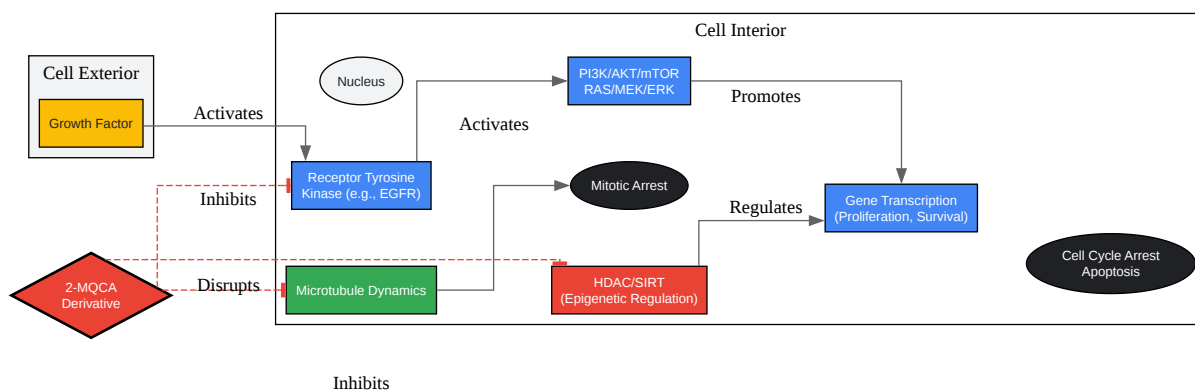 Cell Interior
Cell Exterior
Growth Factor
Activates
Nucleus
PI3K/AKT/mTOR
RAS/MEK/ERK
Promotes
Activates
Receptor Tyrosine
Kinase (e.g., EGFR)
Inhibits
Mitotic Arrest
Regulates
Gene Transcription
(Proliferation, Survival)
2-MQCA
Derivative
Disrupts
Microtubule Dynamics
HDAC/SIRT
(Epigenetic Regulation)
Cell Cycle Arrest
Apoptosis
Inhibits